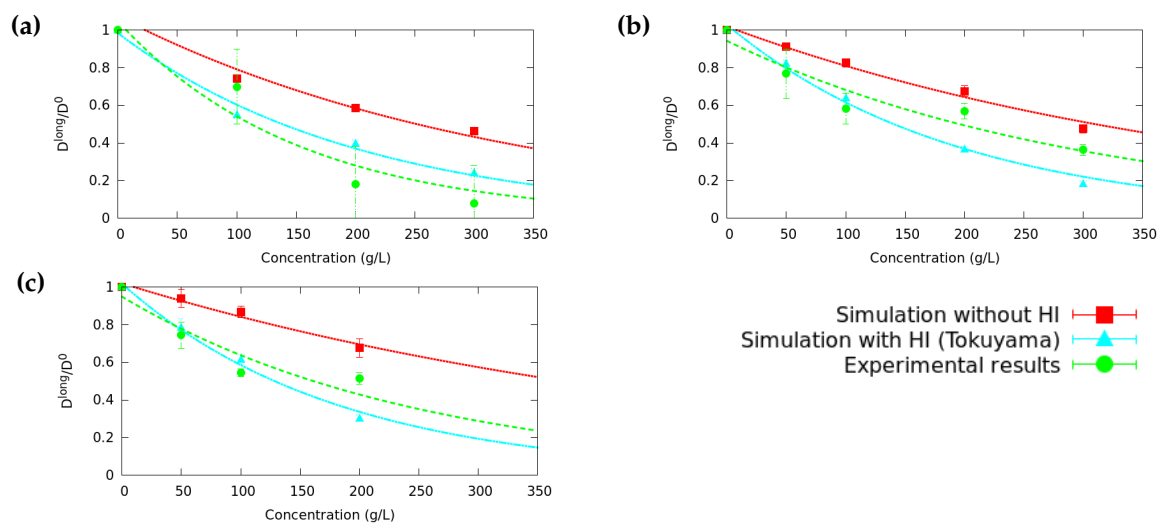 (a)
D^long/D^0
1
0.8
0.6
0.4
0.2
0
0 50 100 150 200 250 300 350
Concentration (g/L)
(b)
D^long/D^0
1
0.8
0.6
0.4
0.2
0
0 50 100 150 200 250 300 350
Concentration (g/L)
(c)
D^long/D^0
1
0.8
0.6
0.4
0.2
0
0 50 100 150 200 250 300 350
Concentration (g/L)
Simulation without HI
Simulation with HI (Tokuyama)
Experimental results